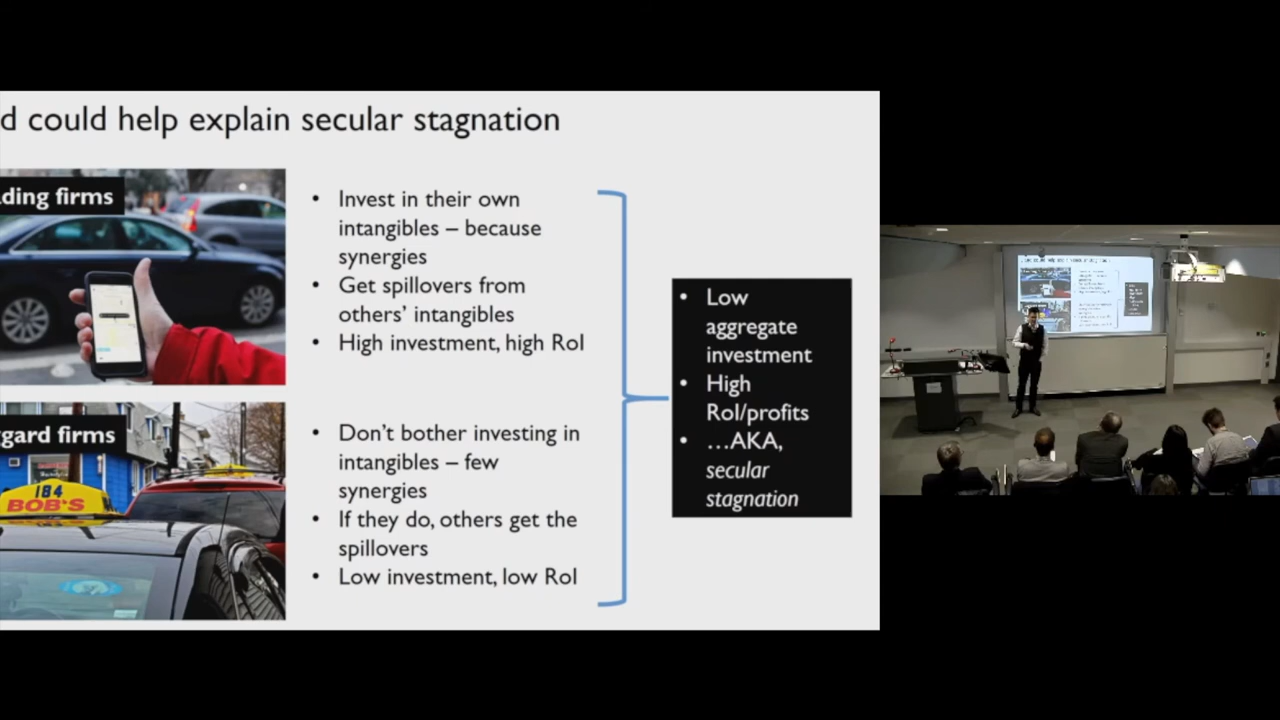 d could help explain secular stagnation
ding firms
• Invest in their own
intangibles – because
synergies
• Get spillovers from
others’ intangibles
• High investment, high RoI
gard firms
184
BOB'S
• Don’t bother investing in
intangibles – few
synergies
• If they do, others get the
spillovers
• Low investment, low RoI
• Low
aggregate
investment
• High
RoI/profits
• …AKA,
secular
stagnation